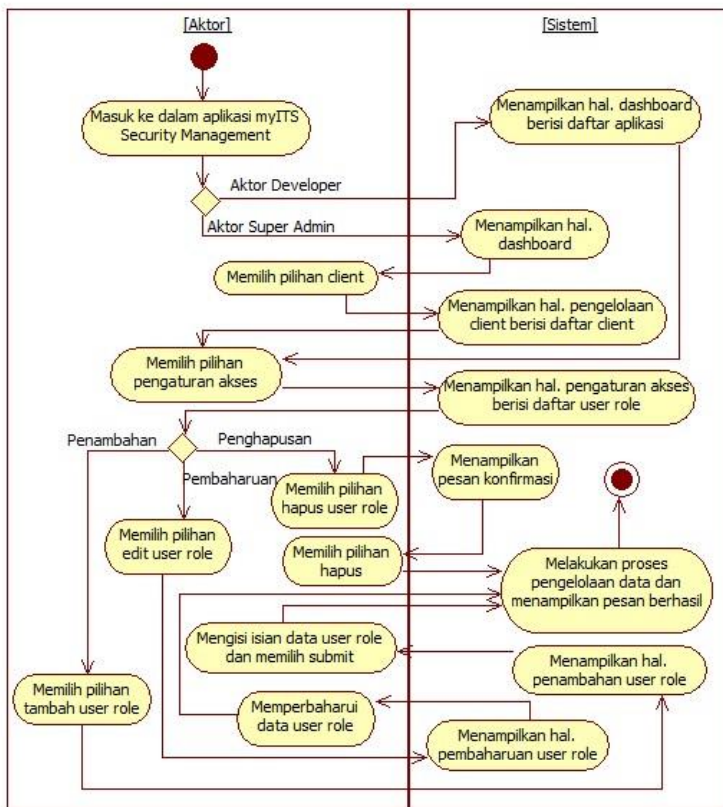 [Aktor]
[Sistem]
Masuk ke dalam aplikasi myITS
Security Management
Menampilkan hal. dashboard
berisi daftar aplikasi
Aktor Developer
Aktor Super Admin
Menampilkan hal.
dashboard
Memilih pilihan client
Menampilkan hal. pengelolaan
client berisi daftar client
Memilih pilihan
pengaturan akses
Menampilkan hal. pengaturan akses
berisi daftar user role
Penambahan
Penghapusan
Pembaharuan
Menampilkan
pesan konfirmasi
Memilih pilihan
hapus user role
Memilih pilihan
edit user role
Memilih pilihan
hapus
Melakukan proses
pengelolaan data dan
menampilkan pesan berhasil
Mengisi isian data user role
dan memilih submit
Menampilkan hal.
penambahan user role
Memilih pilihan
tambah user role
Memperbaharui
data user role
Menampilkan hal.
pembaharuan user role